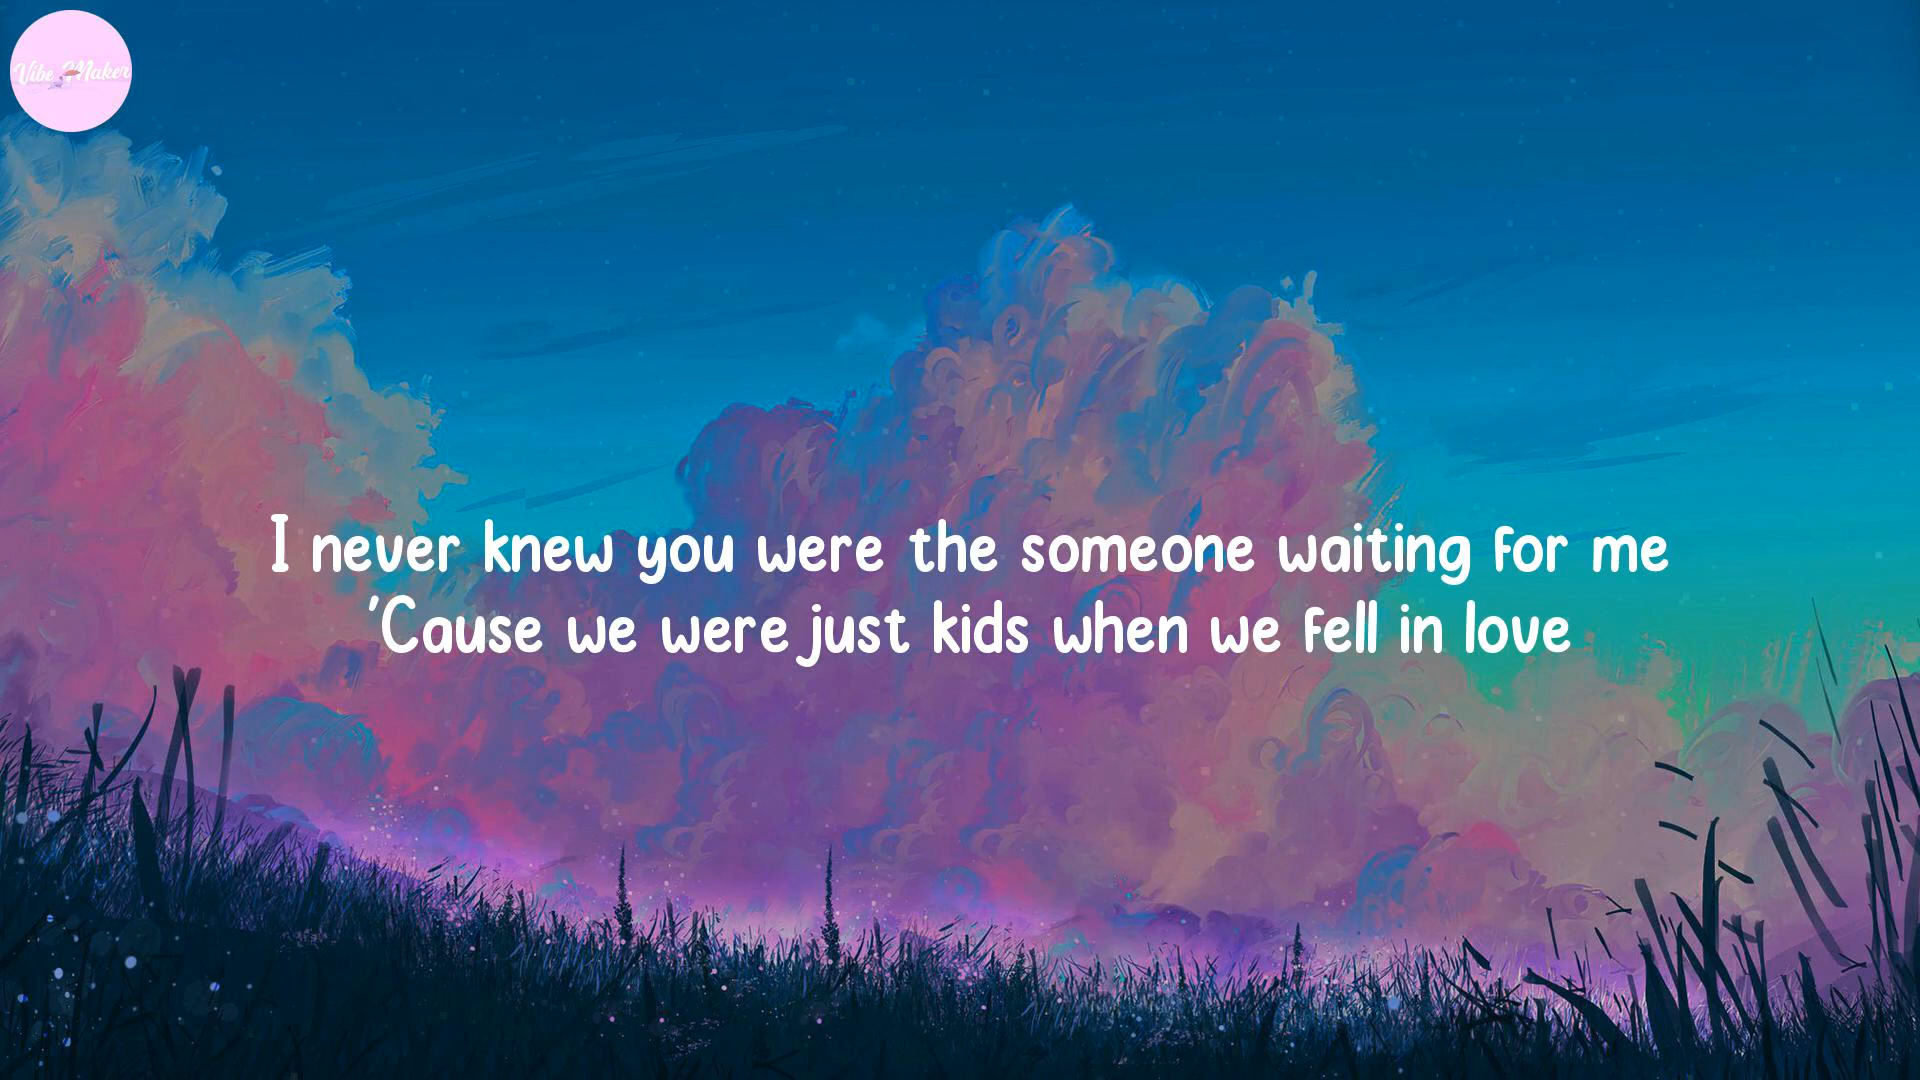 Vibe Maker
I never knew you were the someone waiting for me
'Cause we were just kids when we fell in love